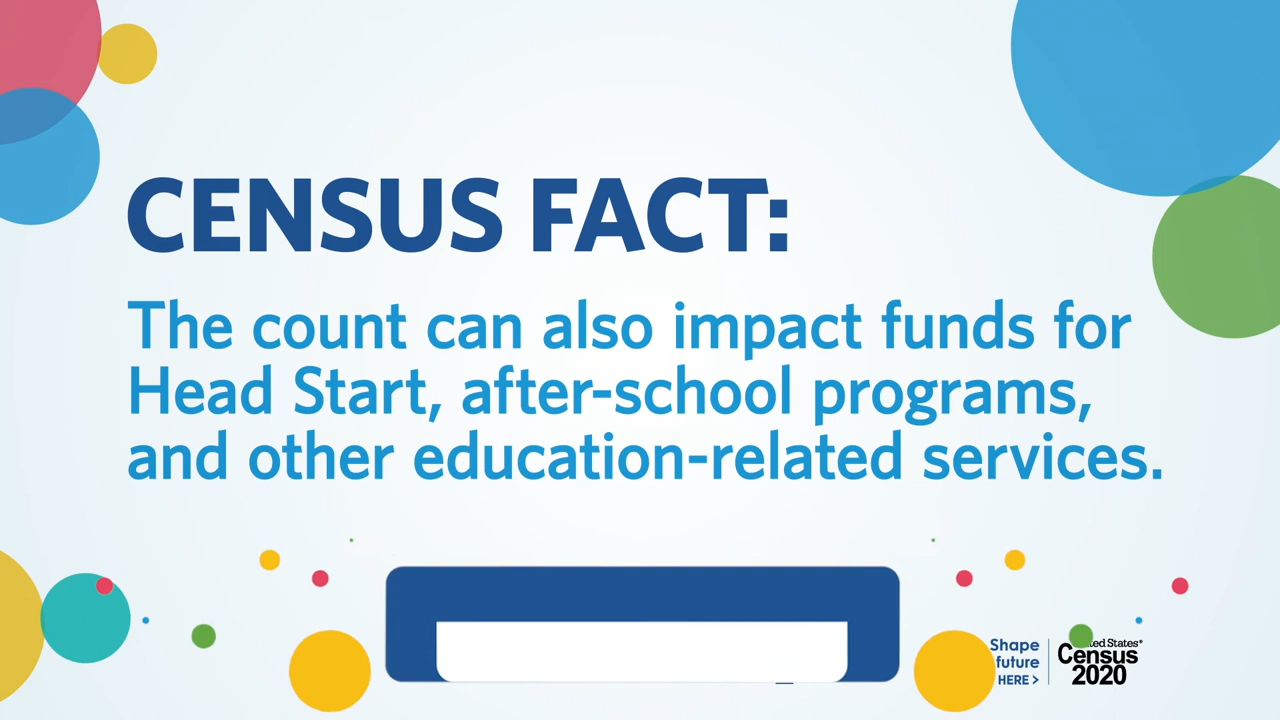 CENSUS FACT:
The count can also impact funds for
Head Start, after-school programs,
and other education-related services.
Shape
future
HERE >
States®
Census
2020